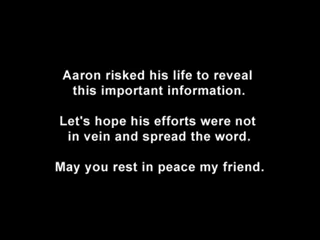 Aaron risked his life to reveal
this important information.
Let's hope his efforts were not
in vein and spread the word.
May you rest in peace my friend.